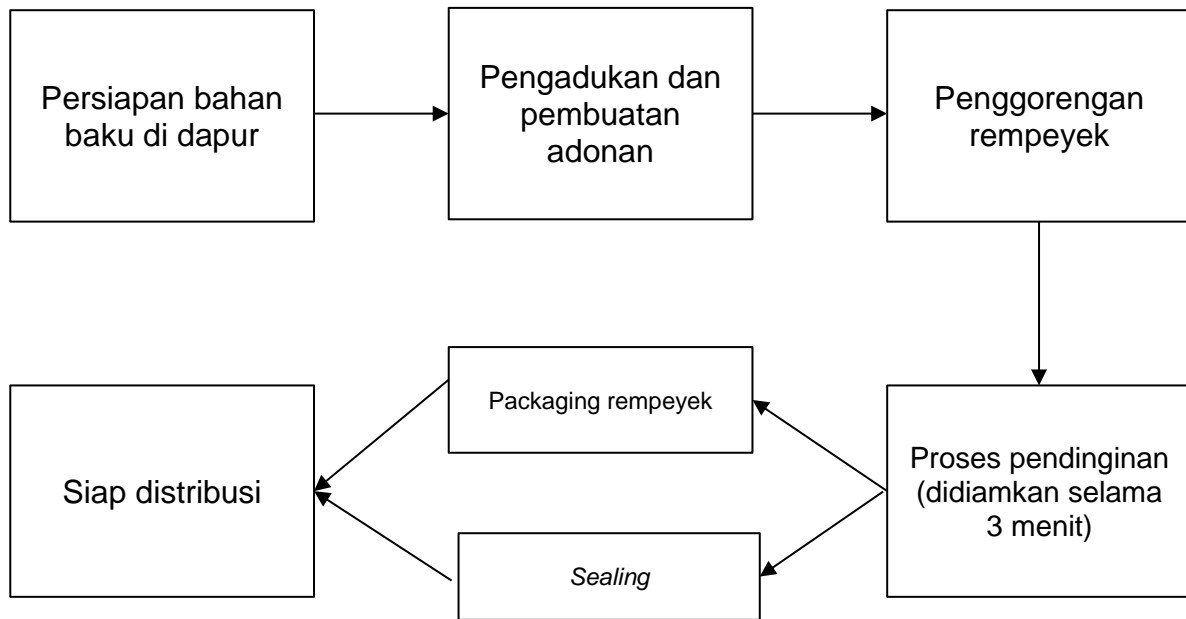 Persiapan bahan
baku di dapur
Pengadukan dan
pembuatan
adonan
Penggorengan
rempeyek
Proses pendinginan
(didiamkan selama
3 menit)
Packaging rempeyek
Sealing
Siap distribusi